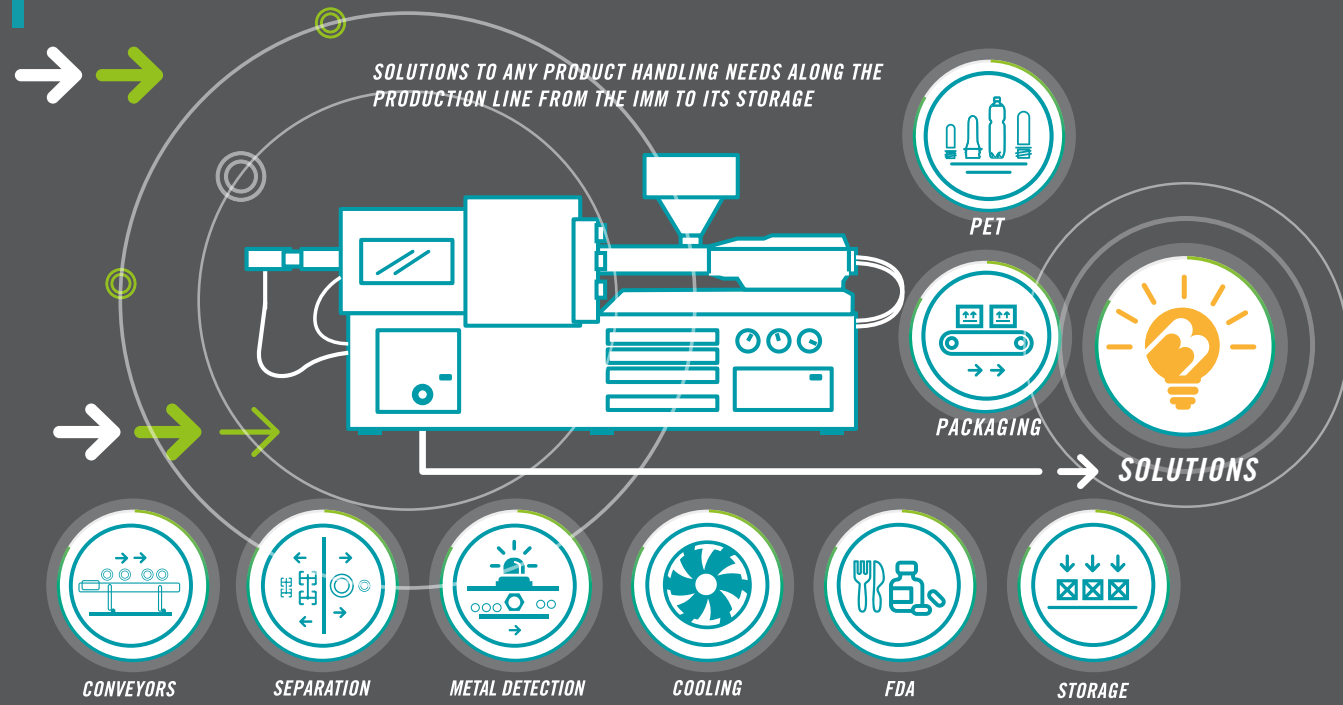 SOLUTIONS TO ANY PRODUCT HANDLING NEEDS ALONG THE
PRODUCTION LINE FROM THE IMM TO ITS STORAGE
PET
PACKAGING
SOLUTIONS
CONVEYORS
SEPARATION
METAL DETECTION
COOLING
FDA
STORAGE